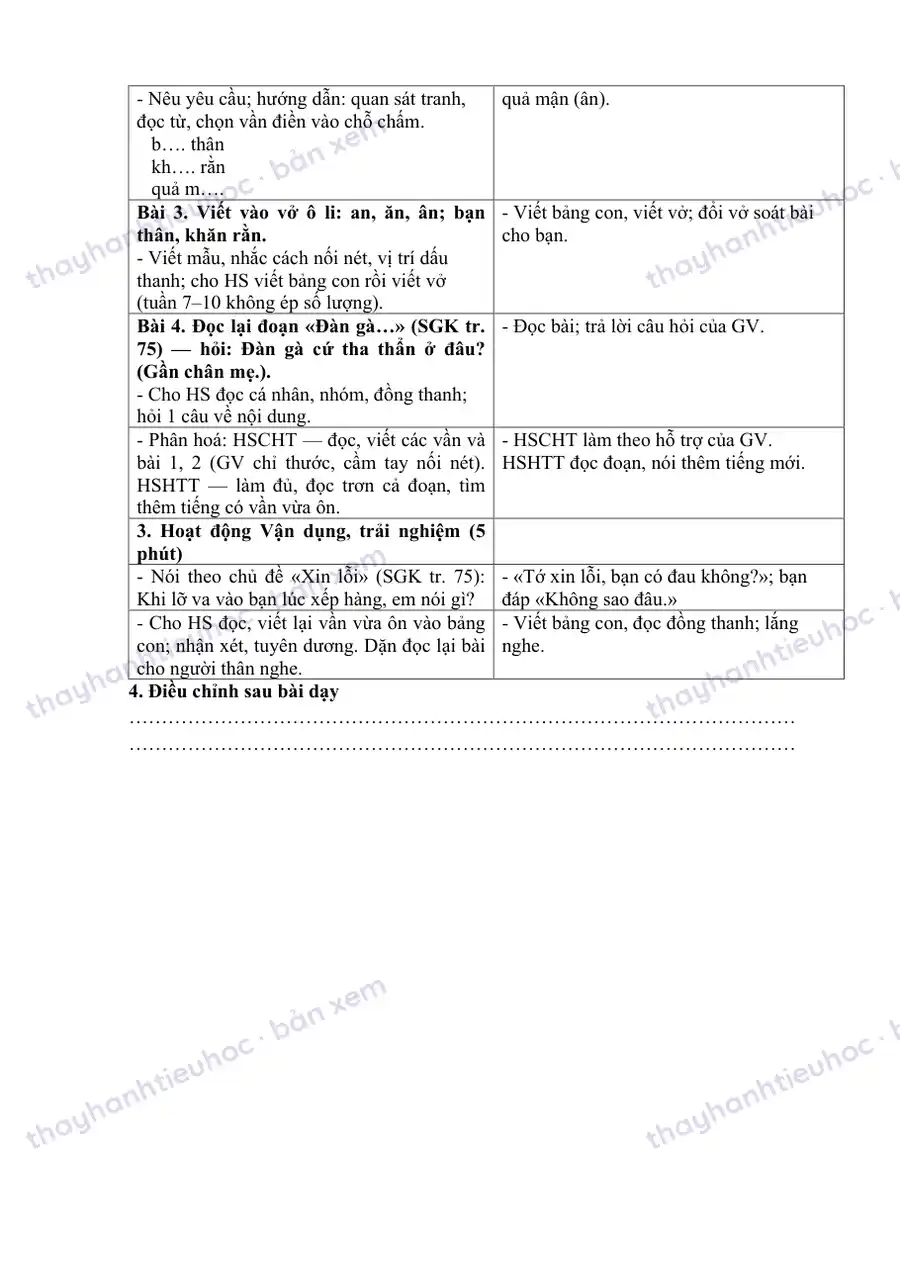 - Nêu yêu cầu; hướng dẫn: quan sát tranh,
đọc từ, chọn vần điền vào chỗ chấm.
b…. thân
kh…. rằn
quả m….
quả mận (ân).
Bài 3. Viết vào vở ô li: an, ăn, ân; bạn
thân, khăn rằn.
- Viết mẫu, nhắc cách nối nét, vị trí dấu
thanh; cho HS viết bảng con rồi viết vở
(tuần 7–10 không ép số lượng).
- Viết bảng con, viết vở; đổi vở soát bài
cho bạn.
Bài 4. Đọc lại đoạn «Đàn gà…» (SGK tr.
75) — hỏi: Đàn gà cứ tha thẩn ở đâu?
(Gần chân mẹ.).
- Cho HS đọc cá nhân, nhóm, đồng thanh;
hỏi 1 câu về nội dung.
- Đọc bài; trả lời câu hỏi của GV.
- Phân hoá: HSCHT — đọc, viết các vần và
bài 1, 2 (GV chỉ thước, cầm tay nối nét).
HSHTT — làm đủ, đọc trơn cả đoạn, tìm
thêm tiếng có vần vừa ôn.
- HSCHT làm theo hỗ trợ của GV.
HSHTT đọc đoạn, nói thêm tiếng mới.
3. Hoạt động Vận dụng, trải nghiệm (5
phút)
- Nói theo chủ đề «Xin lỗi» (SGK tr. 75):
Khi lỡ va vào bạn lúc xếp hàng, em nói gì?
- «Tớ xin lỗi, bạn có đau không?»; bạn
đáp «Không sao đâu.»
- Cho HS đọc, viết lại vần vừa ôn vào bảng
con; nhận xét, tuyên dương. Dặn đọc lại bài
cho người thân nghe.
- Viết bảng con, đọc đồng thanh; lắng
nghe.
4. Điều chỉnh sau bài dạy
…………………………………………………………………………………………
…………………………………………………………………………………………
thayhanhtieuhoc · bản xem
thayhanhtieuhoc · b
thayhanhtieuhoc · bản xem
thayhanhtieuhoc · b
thayhanhtieuhoc · bản xem
thayhanhtieuhoc · b